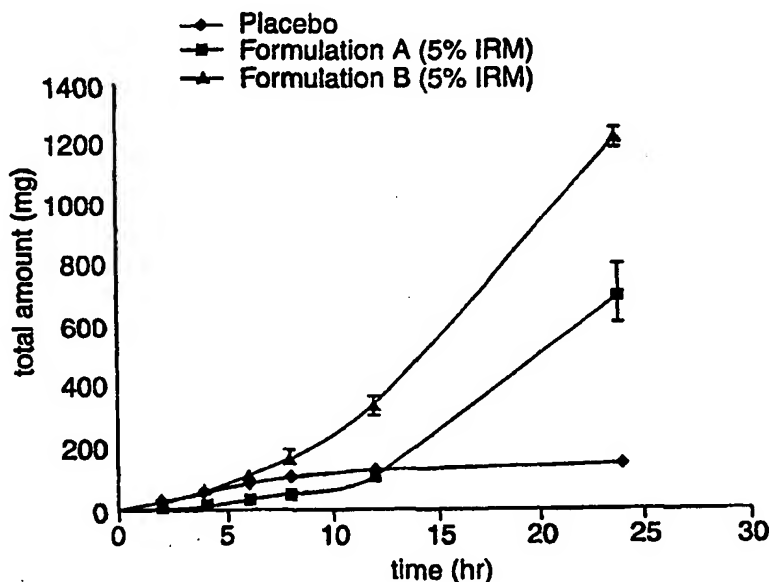 Placebo
Formulation A (5% IRM)
Formulation B (5% IRM)
1400
1200
1000
800
600
400
200
0
total amount (mg)
0 5 10 15 20 25 30
time (hr)